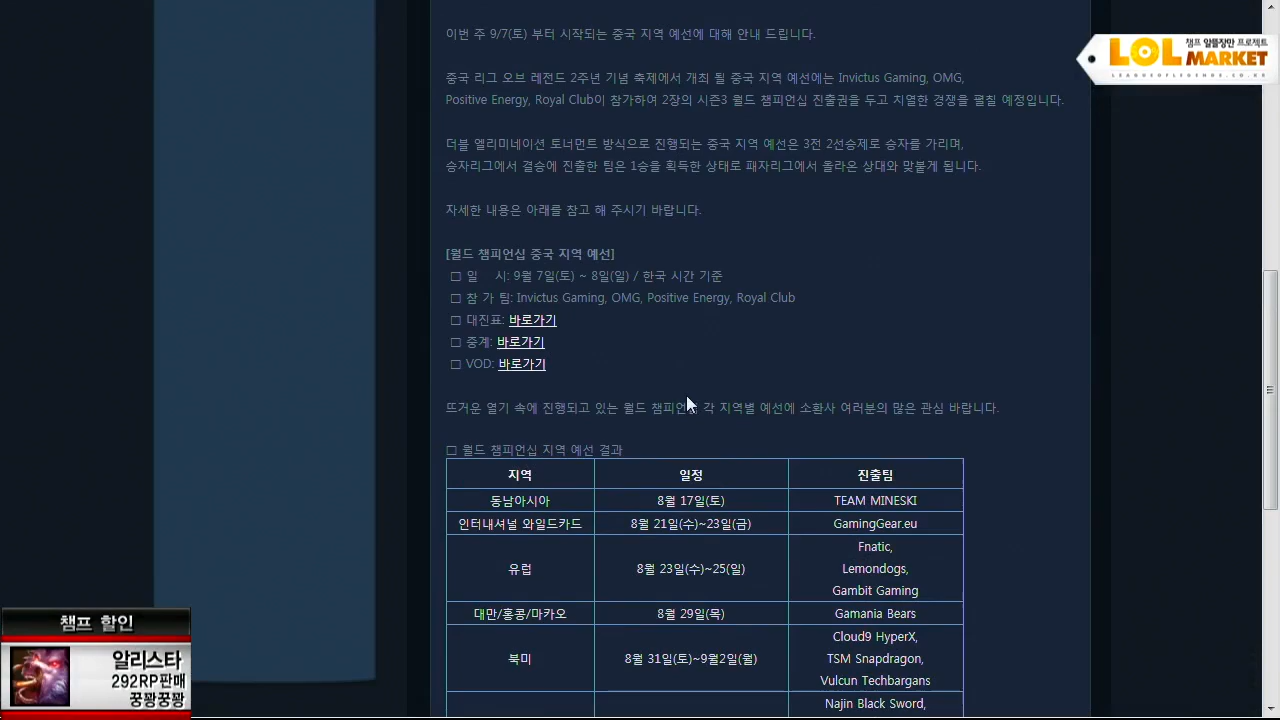 이번 주 9/7(토) 부터 시작되는 중국 지역 예선에 대해 안내 드립니다.
중국 리그 오브 레전드 2주년 기념 축제에서 개최 될 중국 지역 예선에는 Invictus Gaming, OMG,
Positive Energy, Royal Club이 참가하여 2장의 시즌3 월드 챔피언십 진출권을 두고 치열한 경쟁을 펼칠 예정입니다.
더블 엘리미네이션 토너먼트 방식으로 진행되는 중국 지역 예선은 3전 2선승제로 승자를 가리며,
승자리그에서 결승에 진출한 팀은 1승을 획득한 상태로 패자리그에서 올라온 상대와 맞붙게 됩니다.
자세한 내용은 아래를 참고 해 주시기 바랍니다.
[월드 챔피언십 중국 지역 예선]
□ 일 시: 9월 7일(토) ~ 8일(일) / 한국 시간 기준
□ 참 가 팀: Invictus Gaming, OMG, Positive Energy, Royal Club
□ 대진표: 바로가기
□ 중계: 바로가기
□ VOD: 바로가기
뜨거운 열기 속에 진행되고 있는 월드 챔피언십 각 지역별 예선에 소환사 여러분의 많은 관심 바랍니다.
□ 월드 챔피언십 지역 예선 결과
지역 일정 진출팀
동남아시아 8월 17일(토) TEAM MINESKI
인터내셔널 와일드카드 8월 21일(수)~23일(금) GamingGear.eu
유럽 8월 23일(수)~25(일) Fnatic,
Lemondogs,
Gambit Gaming
대만/홍콩/마카오 8월 29일(목) Gamania Bears
북미 8월 31일(토)~9월2일(월) Cloud9 HyperX,
TSM Snapdragon,
Vulcun Techbargans
Najin Black Sword,
챔프 알뜰장만 프로젝트
LOL MARKET
LEAGUEOFLEGENDS.CO.KR
챔프 할인
알리스타
292RP판매
꿍꽝꿍꽝